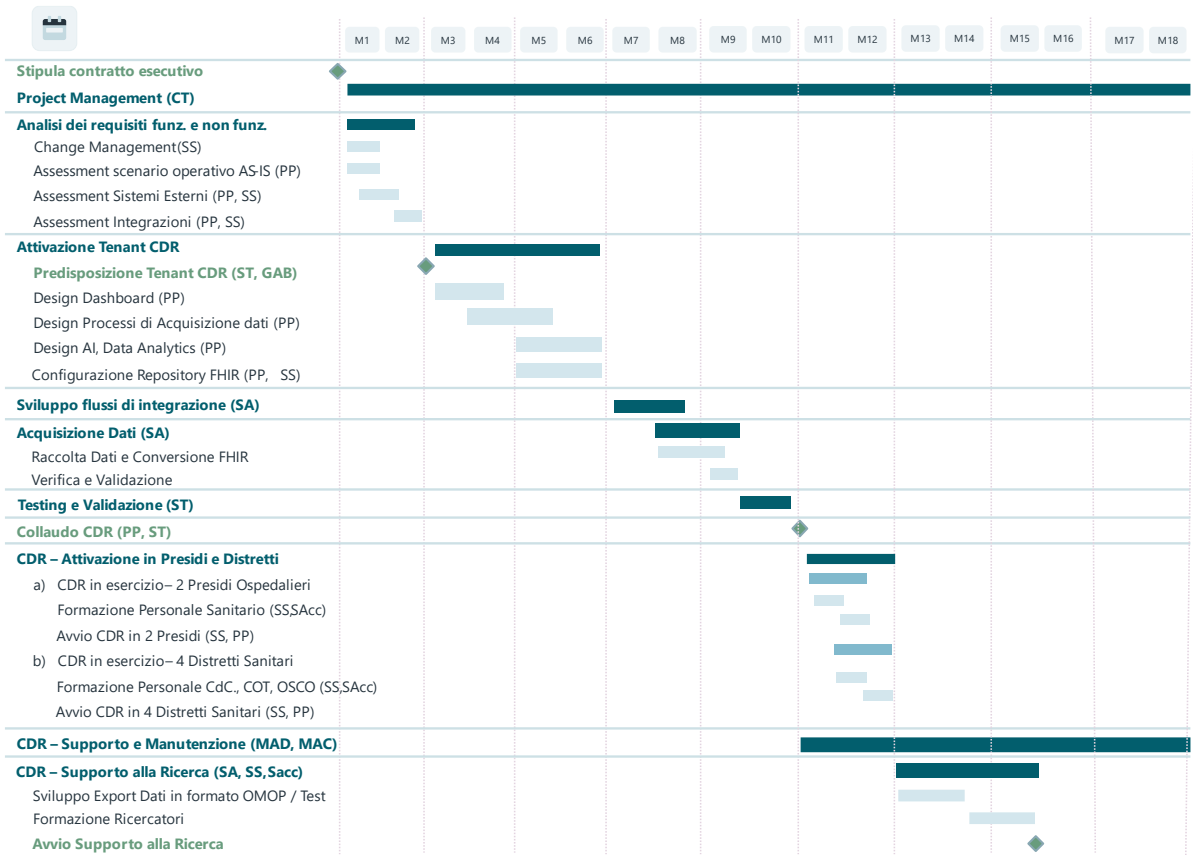 M1 M2 M3 M4 M5 M6 M7 M8 M9 M10 M11 M12 M13 M14 M15 M16 M17 M18
Stipula contratto esecutivo
Project Management (CT)
Analisi dei requisiti funz. e non funz.
Change Management(SS)
Assessment scenario operativo AS-IS (PP)
Assessment Sistemi Esterni (PP, SS)
Assessment Integrazioni (PP, SS)
Attivazione Tenant CDR
Predisposizione Tenant CDR (ST, GAB)
Design Dashboard (PP)
Design Processi di Acquisizione dati (PP)
Design AI, Data Analytics (PP)
Configurazione Repository FHIR (PP, SS)
Sviluppo flussi di integrazione (SA)
Acquisizione Dati (SA)
Raccolta Dati e Conversione FHIR
Verifica e Validazione
Testing e Validazione (ST)
Collaudo CDR (PP, ST)
CDR – Attivazione in Presidi e Distretti
a) CDR in esercizio– 2 Presidi Ospedalieri
Formazione Personale Sanitario (SS,SAcc)
Avvio CDR in 2 Presidi (SS, PP)
b) CDR in esercizio– 4 Distretti Sanitari
Formazione Personale CdC., COT, OSCO (SS,SAcc)
Avvio CDR in 4 Distretti Sanitari (SS, PP)
CDR – Supporto e Manutenzione (MAD, MAC)
CDR – Supporto alla Ricerca (SA, SS,Sacc)
Sviluppo Export Dati in formato OMOP / Test
Formazione Ricercatori
Avvio Supporto alla Ricerca